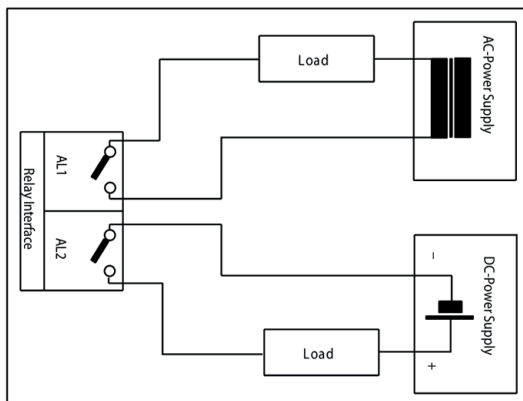 Load
AC-Power Supply
AL1
Relay Interface
AL2
–
DC-Power Supply
Load
+